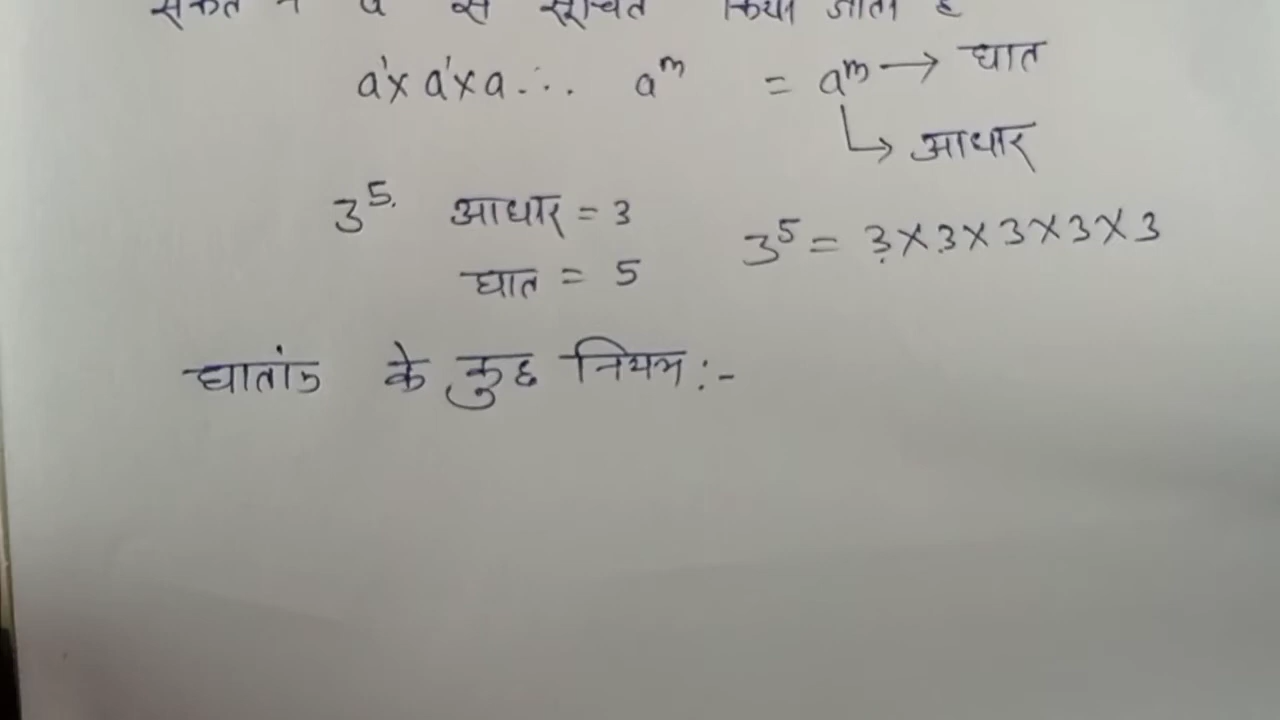 से सूचित किया जाता है
a¹× a¹× a . . . aᵐ = aᵐ → घात
↳ आधार
3⁵. आधार = 3
3⁵ = 3×3×3×3×3
घात = 5
घातांक के कुछ नियम :-